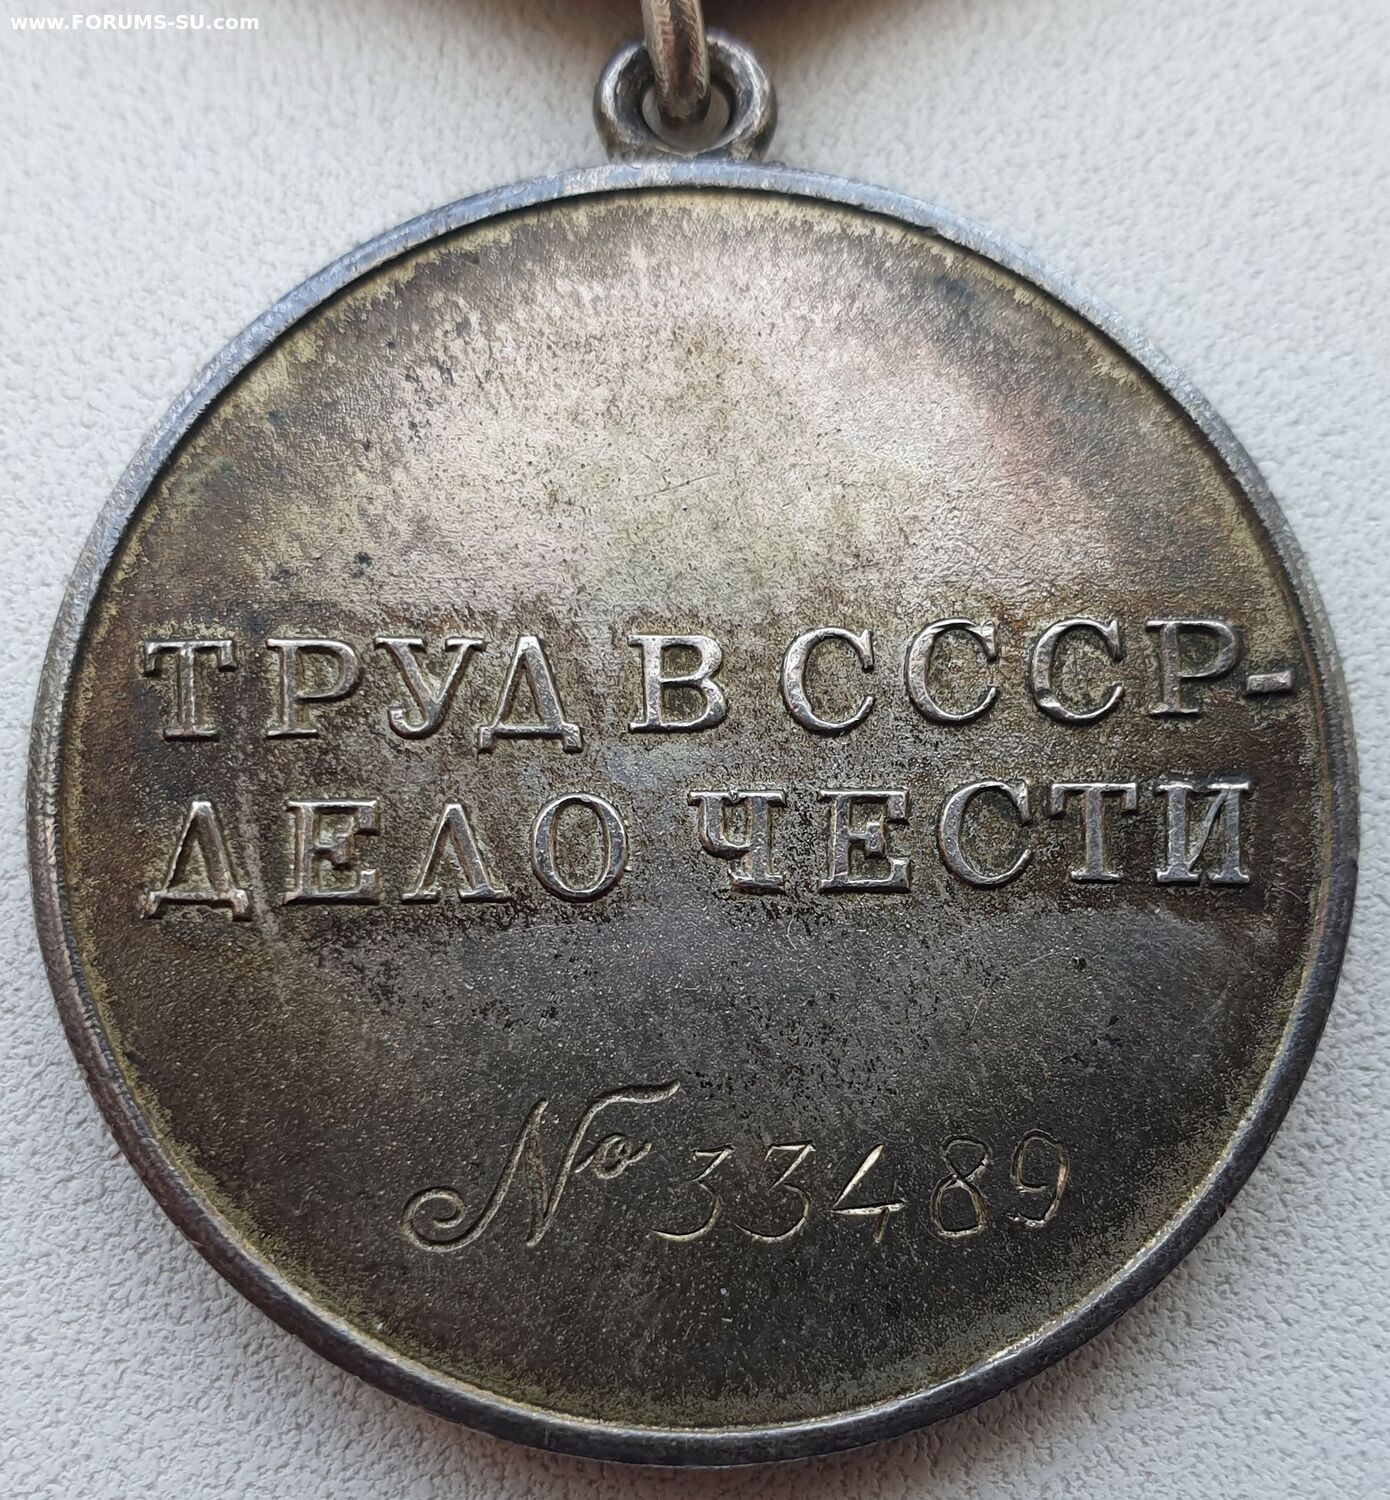 www.FORUMS-SU.com
ТРУД В СССР-
ДЕЛО ЧЕСТИ
№ 33489